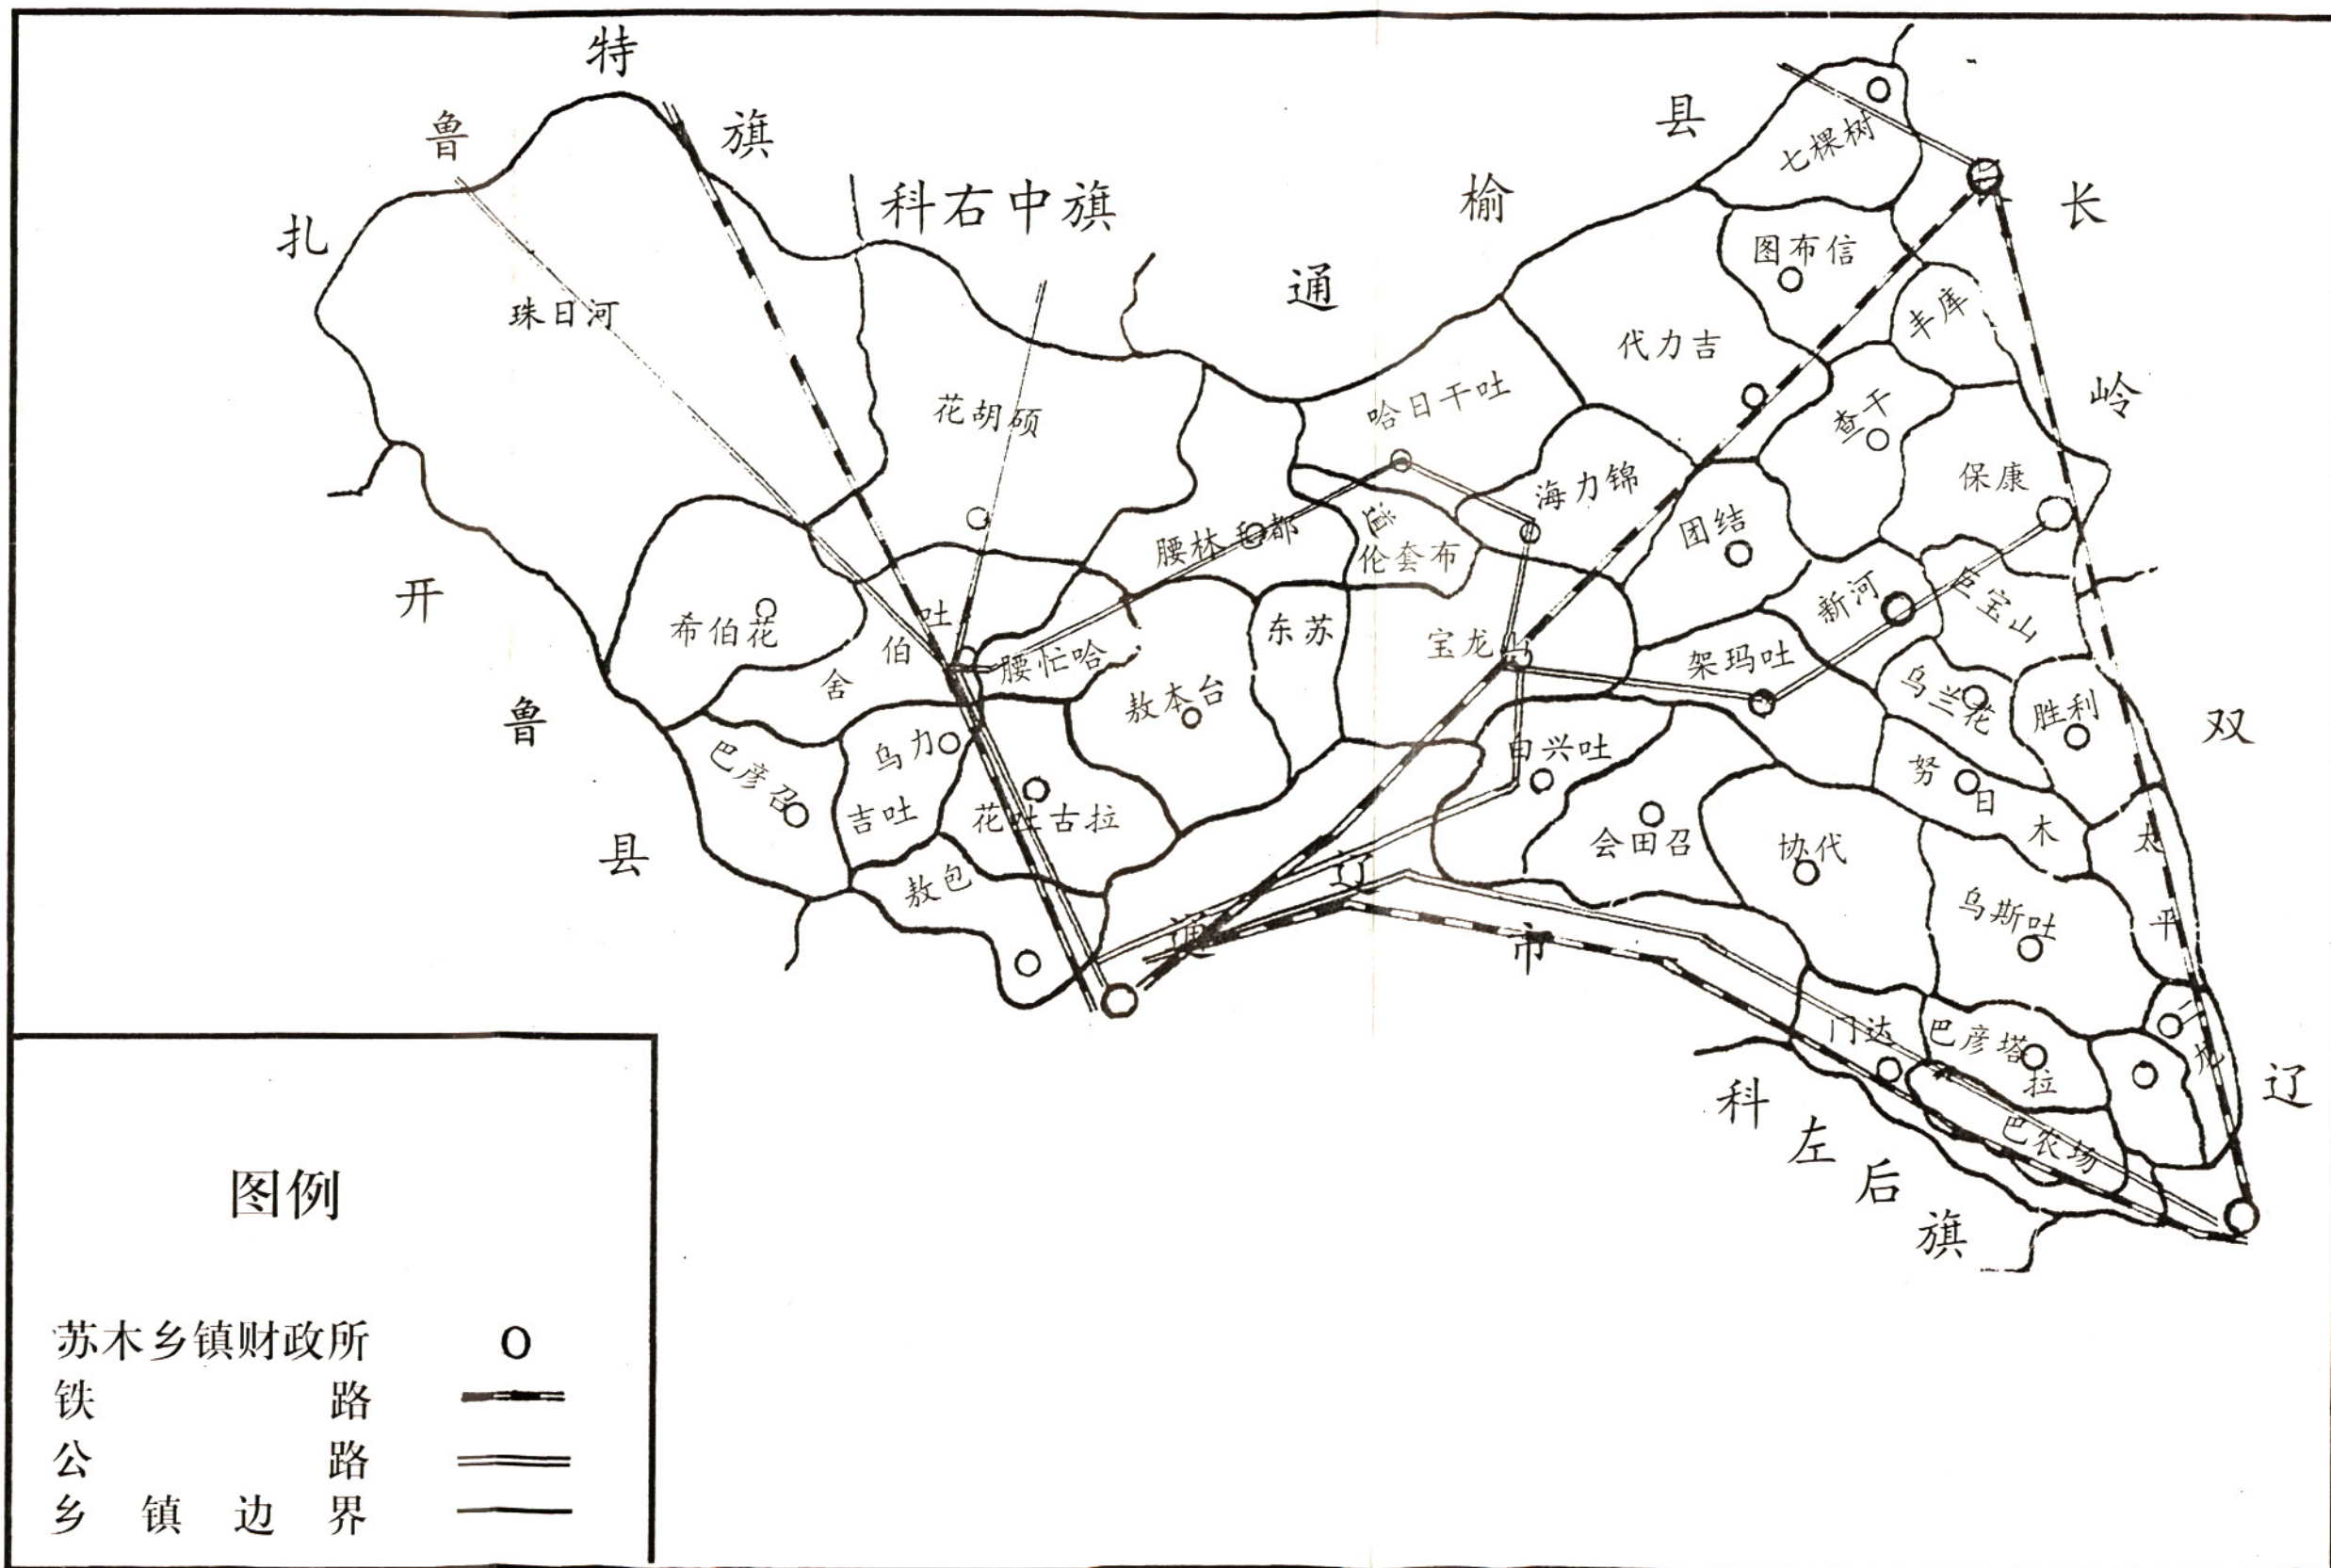 扎鲁特旗
科右中旗
通榆县
长岭
双辽
开鲁县
通辽市
科左后旗
七棵树
图布信
丰库
珠日河
代力吉
花胡硕
哈日干吐
查干
海力锦
保康
团结
腰林毛都
道
伦套布
希伯花
舍伯吐
腰忙哈
东苏
宝龙山
新河
巨宝山
架玛吐
乌兰花
胜利
敖本台
巴彦召
乌力
吉吐
花吐古拉
敖包
白兴吐
会田召
协代
努日木
太平
乌斯吐
门达
巴彦塔
拉
巴农场
图例
苏木乡镇财政所
铁路
公路
乡镇边界